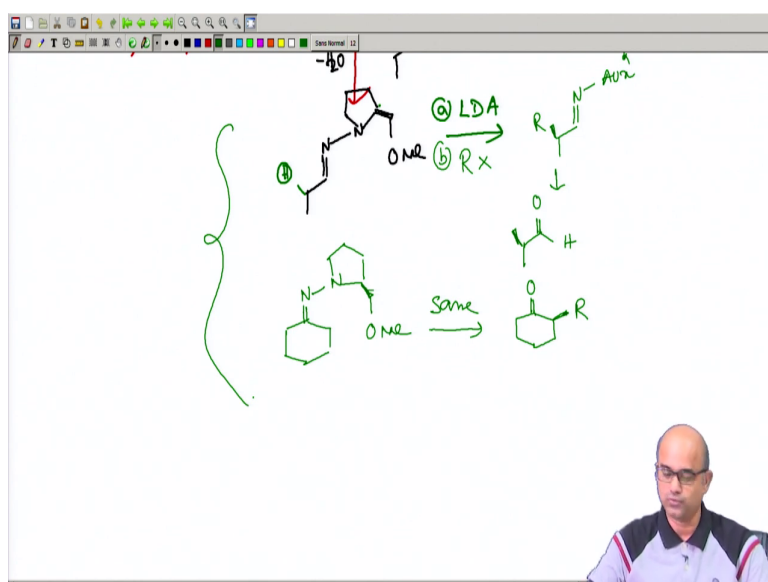 Sans Normal 12
-H2O
N - Aux*
(a) LDA
R
N
N
OMe (b) RX
H
O
H
N
N
O
R
Same
OMe